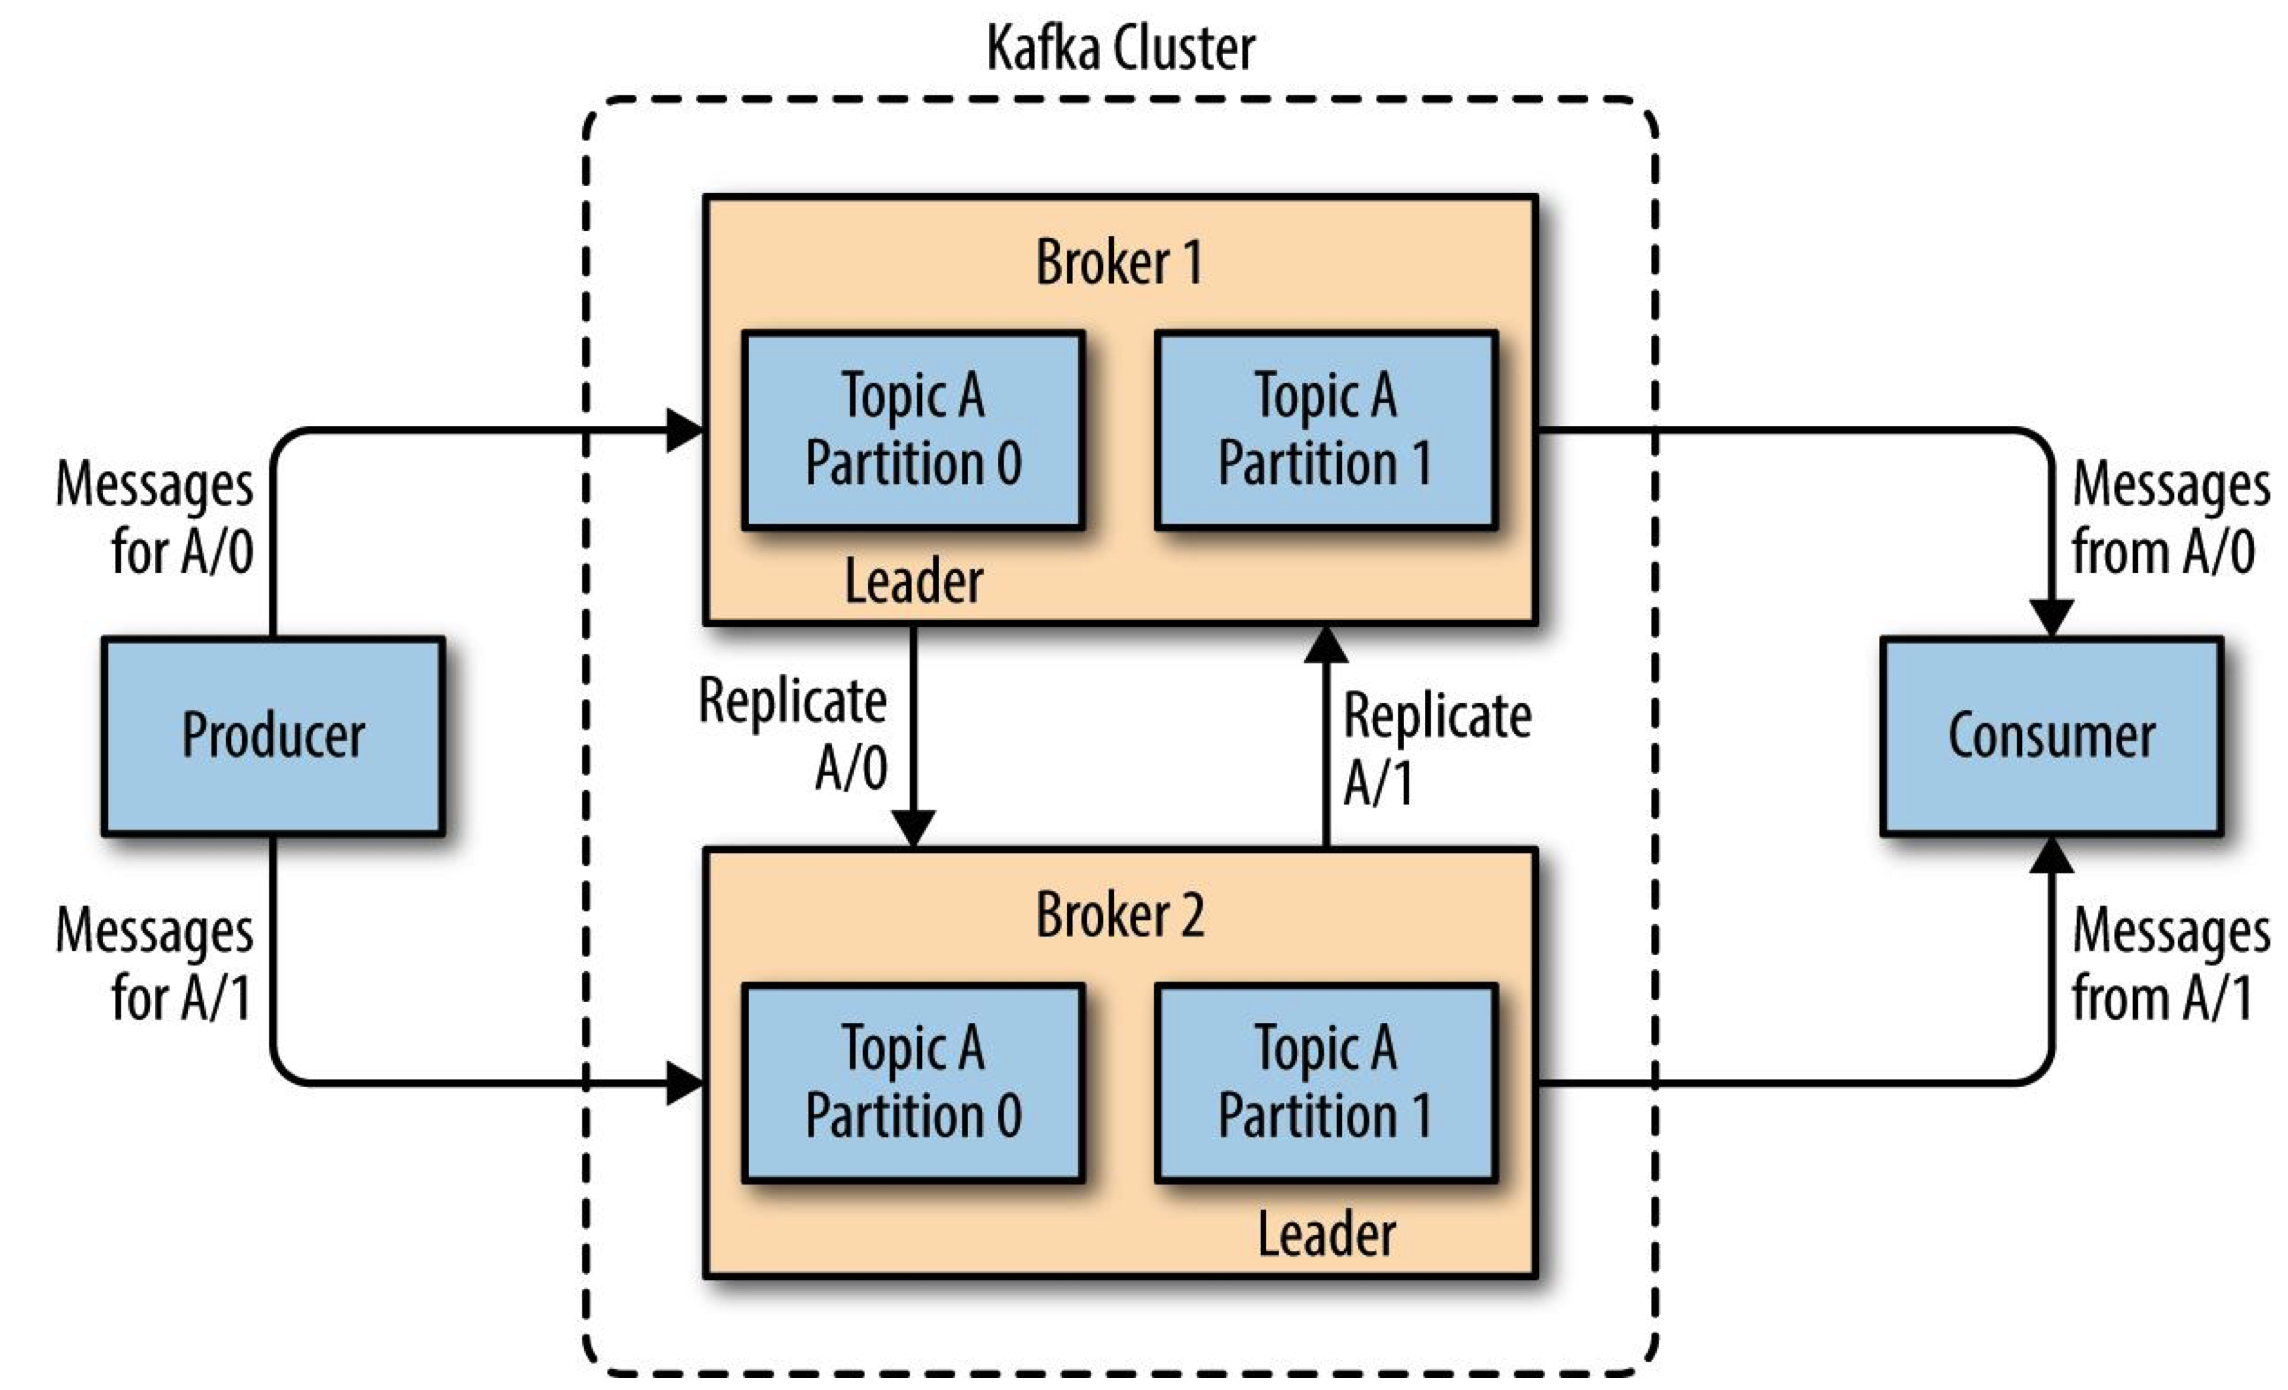 Kafka Cluster
Broker 1
Topic A
Partition 0
Topic A
Partition 1
Leader
Messages
for A/0
Messages
from A/0
Producer
Replicate
A/0
Replicate
A/1
Consumer
Messages
for A/1
Messages
from A/1
Broker 2
Topic A
Partition 0
Topic A
Partition 1
Leader